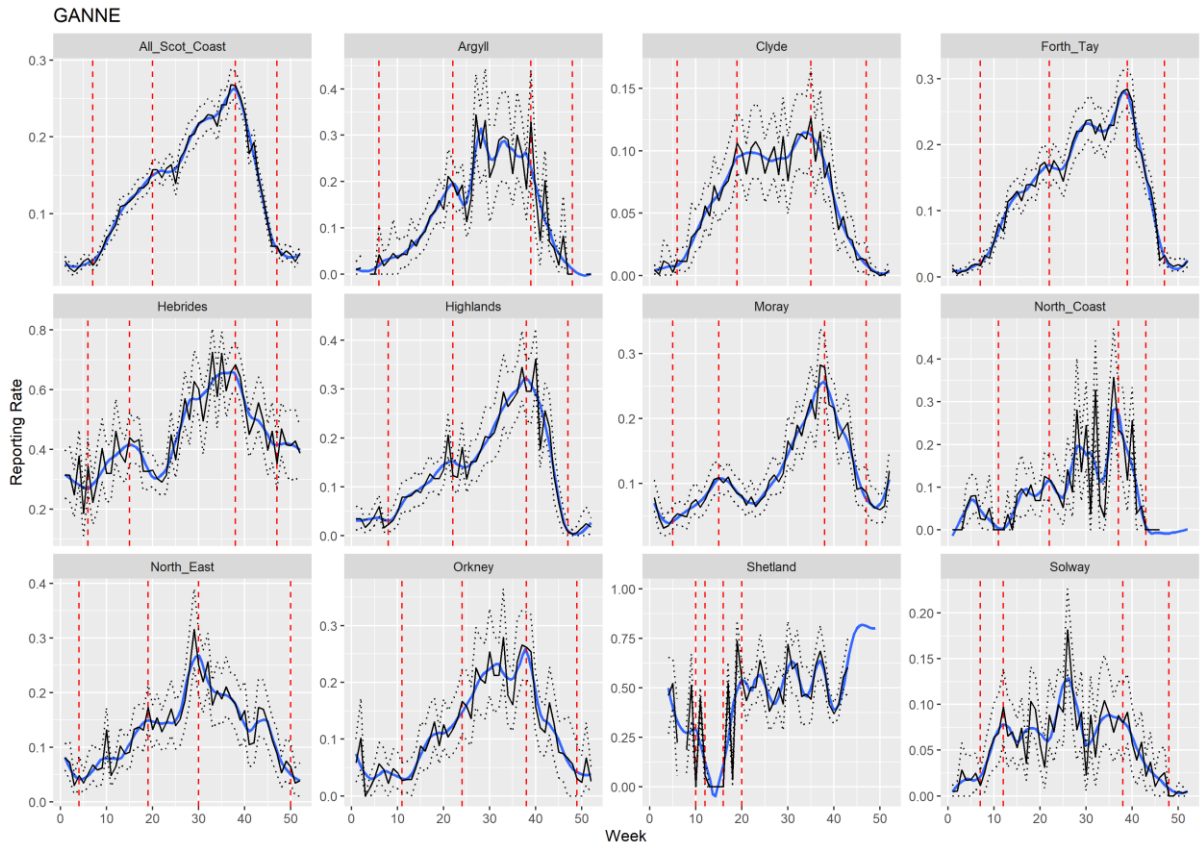 GANNE
All_Scot_Coast
Argyll
Clyde
Forth_Tay
0.3
0.2
0.1
0.4
0.3
0.2
0.1
0.0
0.15
0.10
0.05
0.00
0.3
0.2
0.1
0.0
Hebrides
Highlands
Moray
North_Coast
0.8
0.6
0.4
0.2
0.4
0.3
0.2
0.1
0.0
0.3
0.2
0.1
0.4
0.3
0.2
0.1
0.0
North_East
Orkney
Shetland
Solway
0.4
0.3
0.2
0.1
0.0
0.3
0.2
0.1
0.0
1.00
0.75
0.50
0.25
0.00
0.20
0.15
0.10
0.05
0.00
0 10 20 30 40 50
0 10 20 30 40 50
0 10 20 30 40 50
0 10 20 30 40 50
Reporting Rate
Week